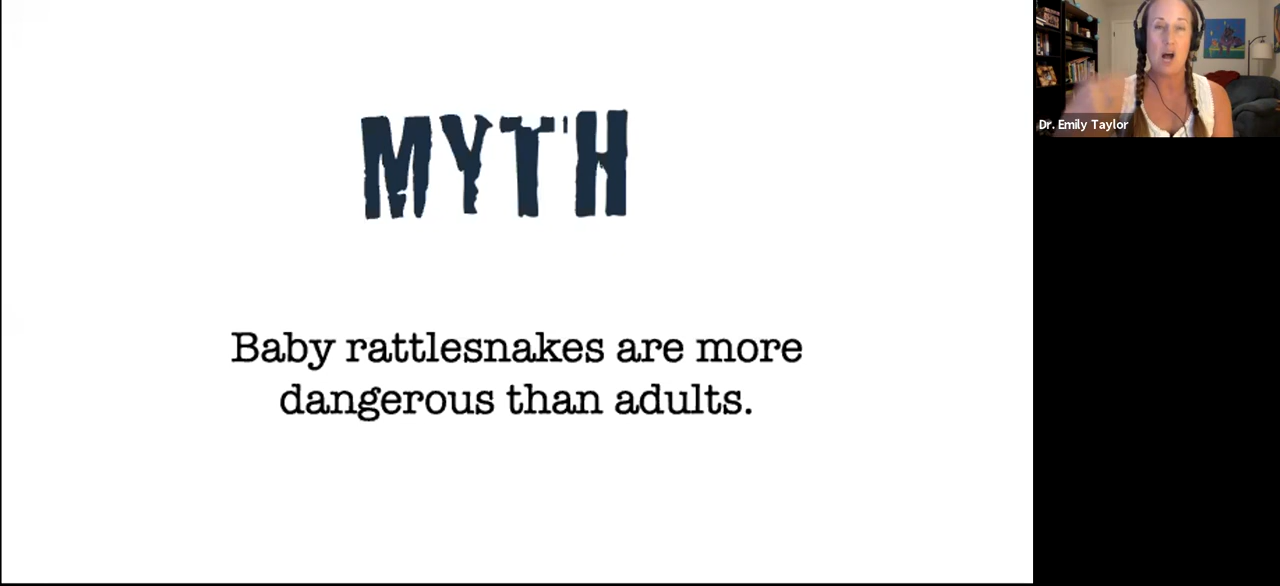 MYTH
Baby rattlesnakes are more
dangerous than adults.
Dr. Emily Taylor